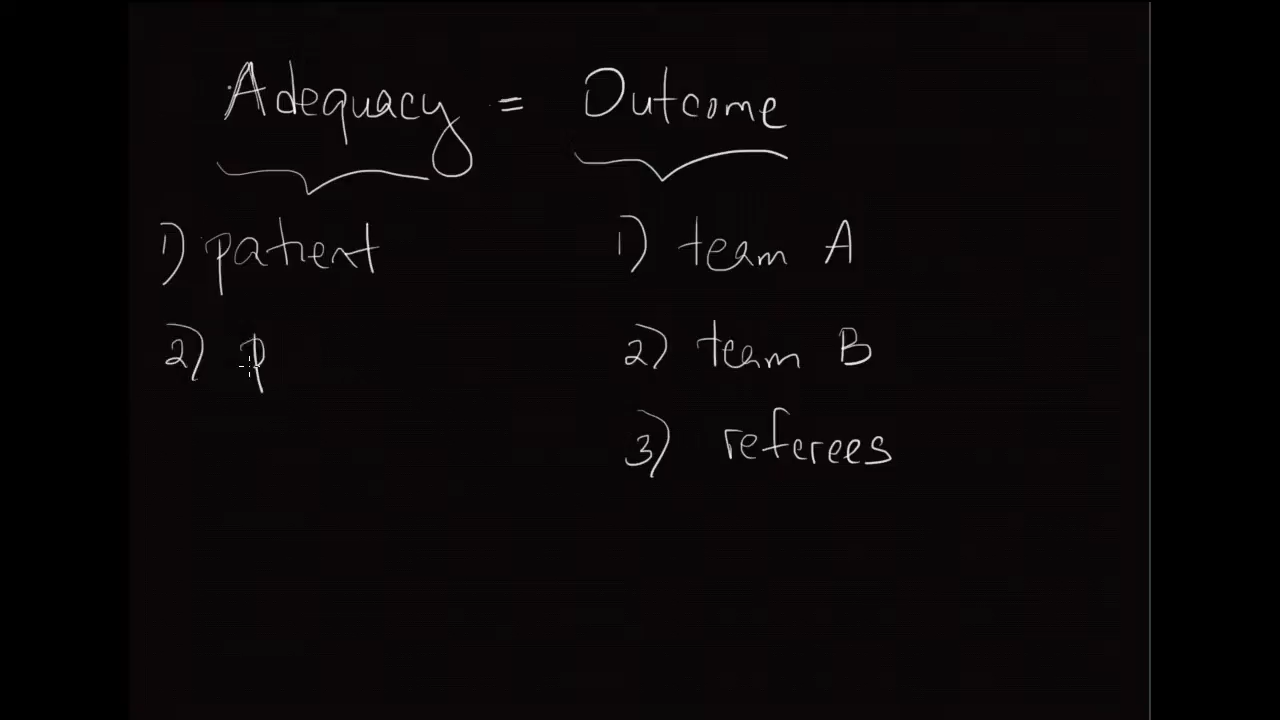 Adequacy = Outcome
1) patient
2) p
1) team A
2) team B
3) referees